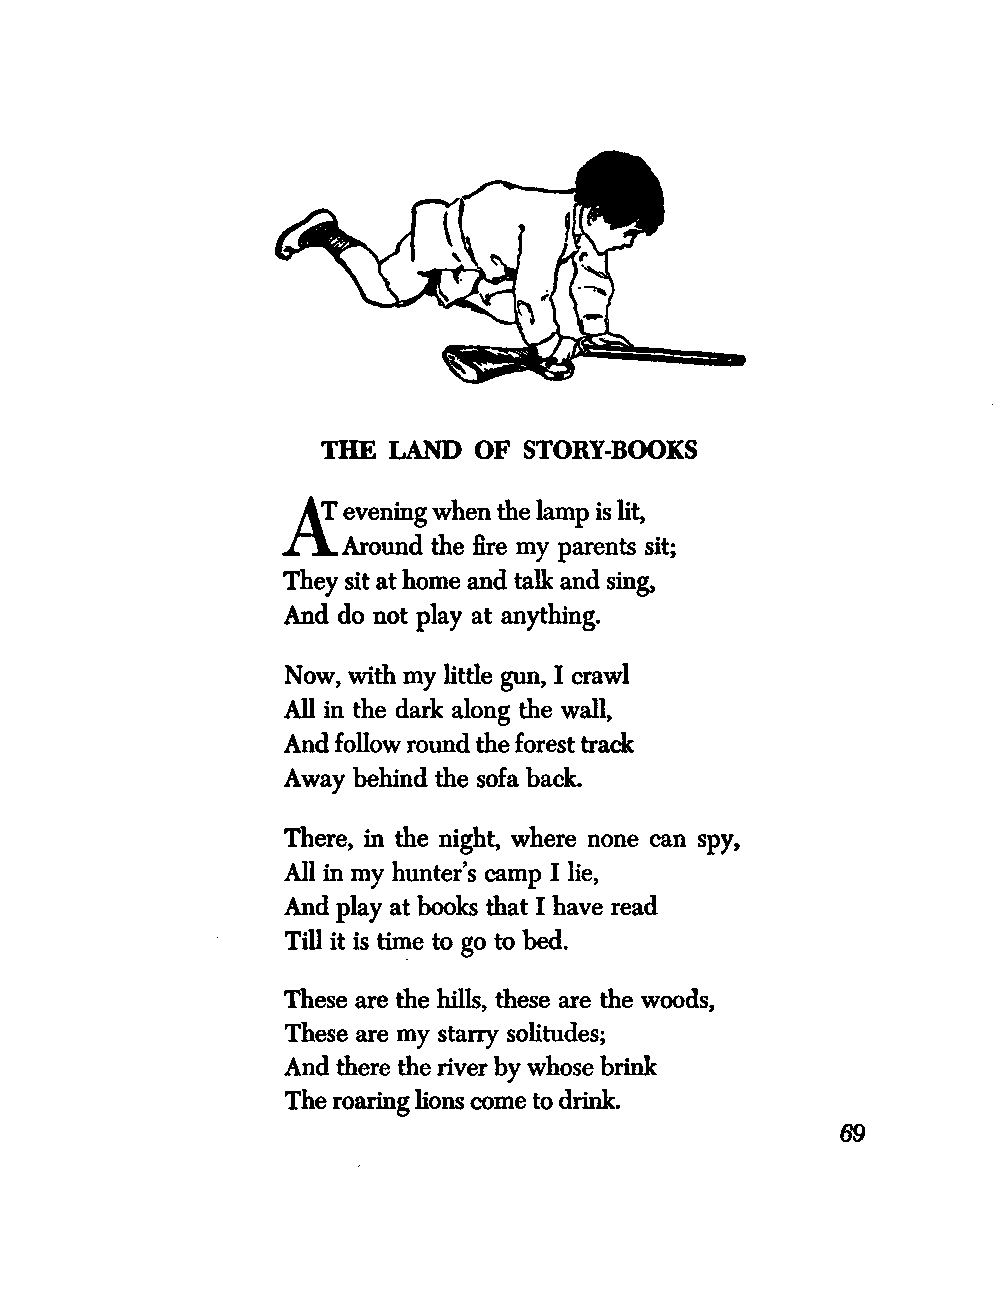 THE LAND OF STORY-BOOKS
AT evening when the lamp is lit,
Around the fire my parents sit;
They sit at home and talk and sing,
And do not play at anything.
Now, with my little gun, I crawl
All in the dark along the wall,
And follow round the forest track
Away behind the sofa back.
There, in the night, where none can spy,
All in my hunter's camp I lie,
And play at books that I have read
Till it is time to go to bed.
These are the hills, these are the woods,
These are my starry solitudes;
And there the river by whose brink
The roaring lions come to drink.
69